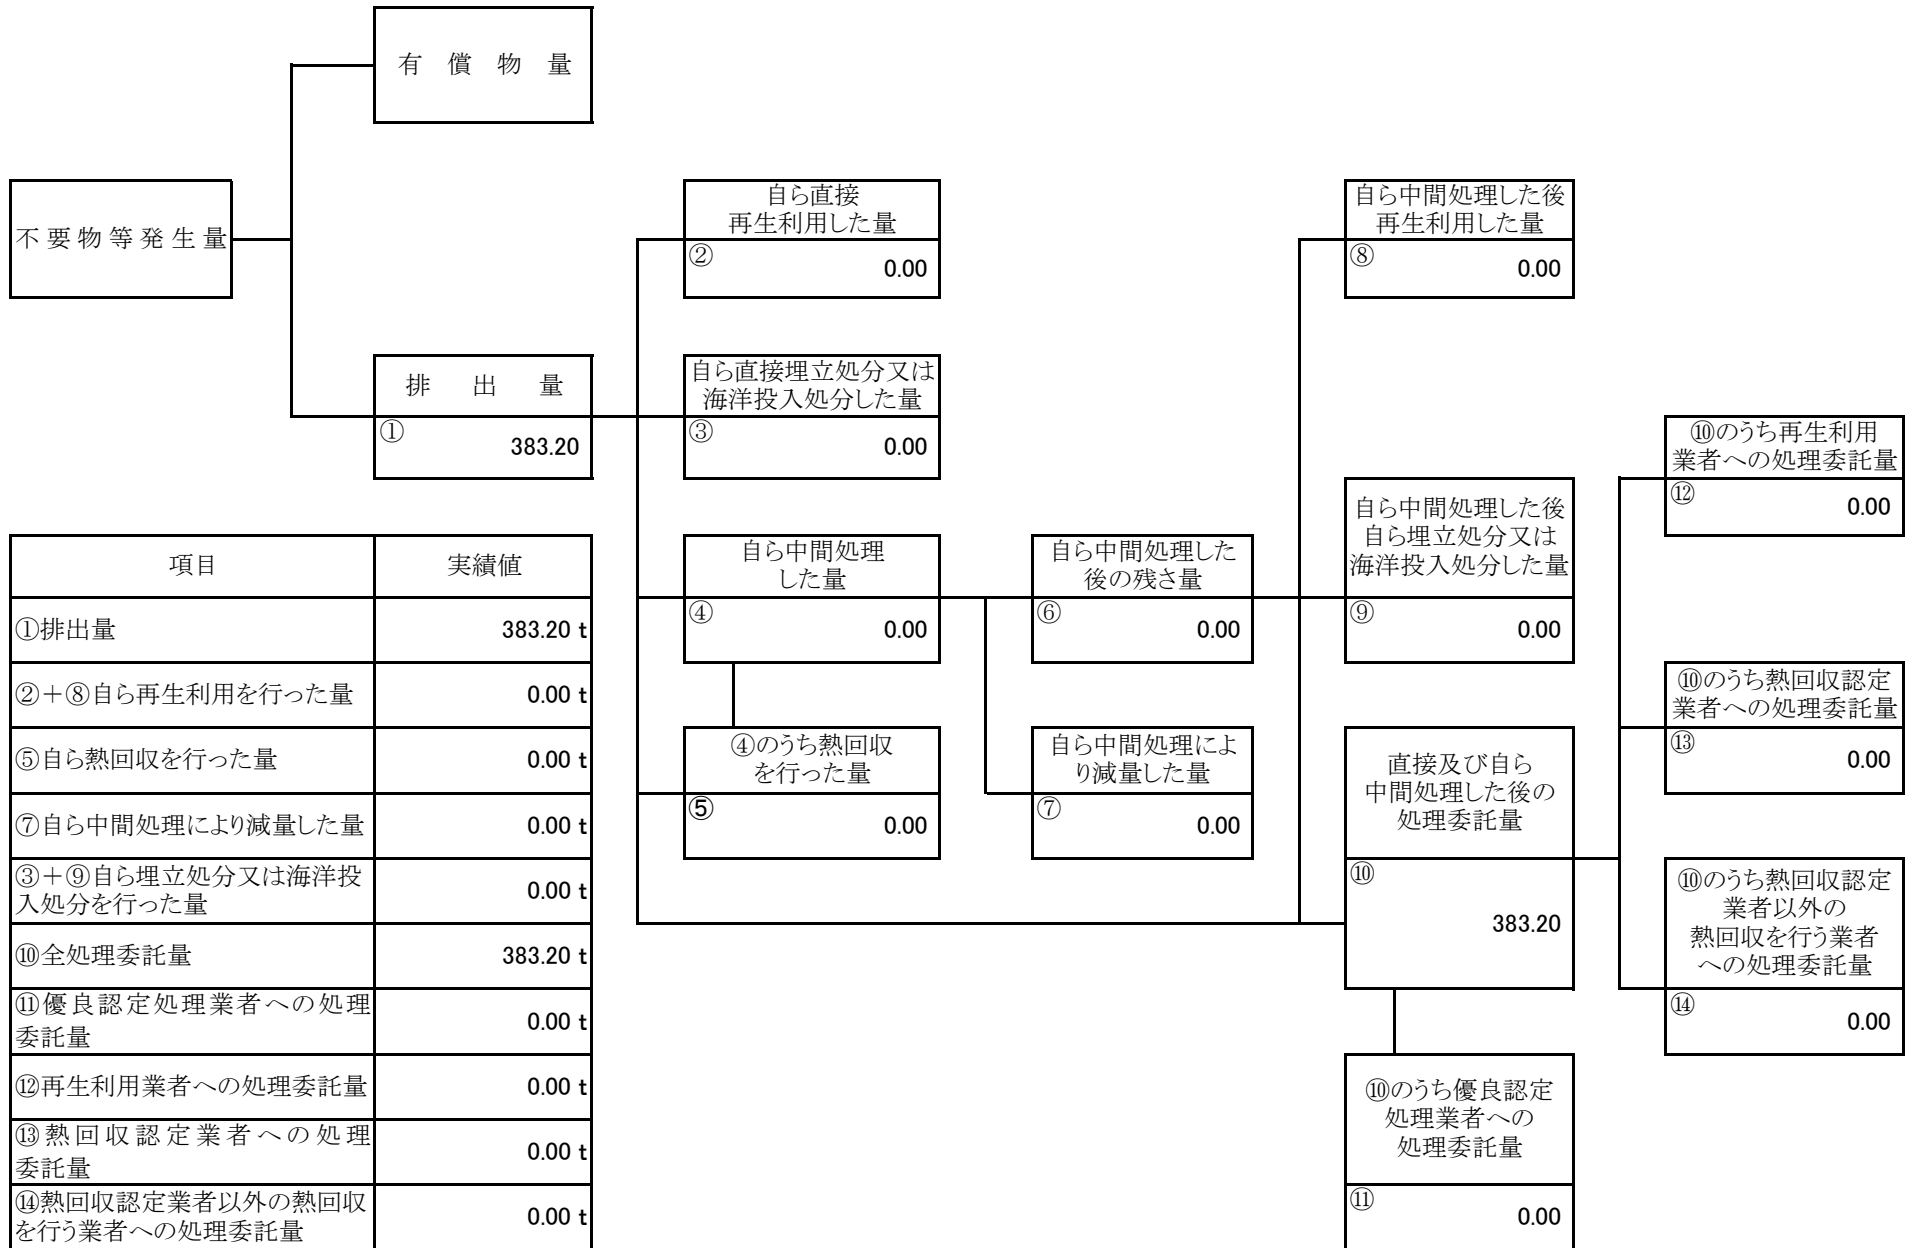 有償物量
不要物等発生量
排出量
①
383.20
自ら直接
再生利用した量
②
0.00
自ら直接埋立処分又は
海洋投入処分した量
③
0.00
自ら中間処理
した量
④
0.00
④のうち熱回収
を行った量
⑤
0.00
自ら中間処理した
後の残さ量
⑥
0.00
自ら中間処理によ
り減量した量
⑦
0.00
自ら中間処理した後
再生利用した量
⑧
0.00
自ら中間処理した後
自ら埋立処分又は
海洋投入処分した量
⑨
0.00
直接及び自ら
中間処理した後の
処理委託量
⑩
383.20
⑩のうち優良認定
処理業者への
処理委託量
⑪
0.00
⑩のうち再生利用
業者への処理委託量
⑫
0.00
⑩のうち熱回収認定
業者への処理委託量
⑬
0.00
⑩のうち熱回収認定
業者以外の
熱回収を行う業者
への処理委託量
⑭
0.00
項目 実績値
①排出量 383.20 t
②＋⑧自ら再生利用を行った量 0.00 t
⑤自ら熱回収を行った量 0.00 t
⑦自ら中間処理により減量した量 0.00 t
③＋⑨自ら埋立処分又は海洋投
入処分を行った量 0.00 t
⑩全処理委託量 383.20 t
⑪優良認定処理業者への処理
委託量 0.00 t
⑫再生利用業者への処理委託量 0.00 t
⑬熱回収認定業者への処理
委託量 0.00 t
⑭熱回収認定業者以外の熱回収
を行う業者への処理委託量 0.00 t